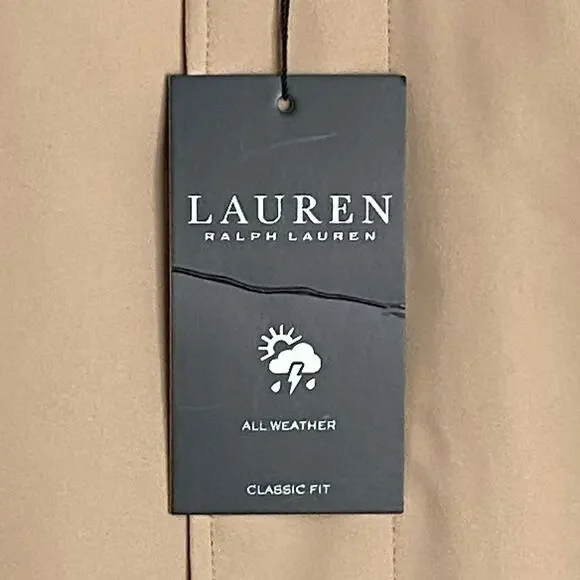 LAUREN
RALPH LAUREN
ALL WEATHER
CLASSIC FIT